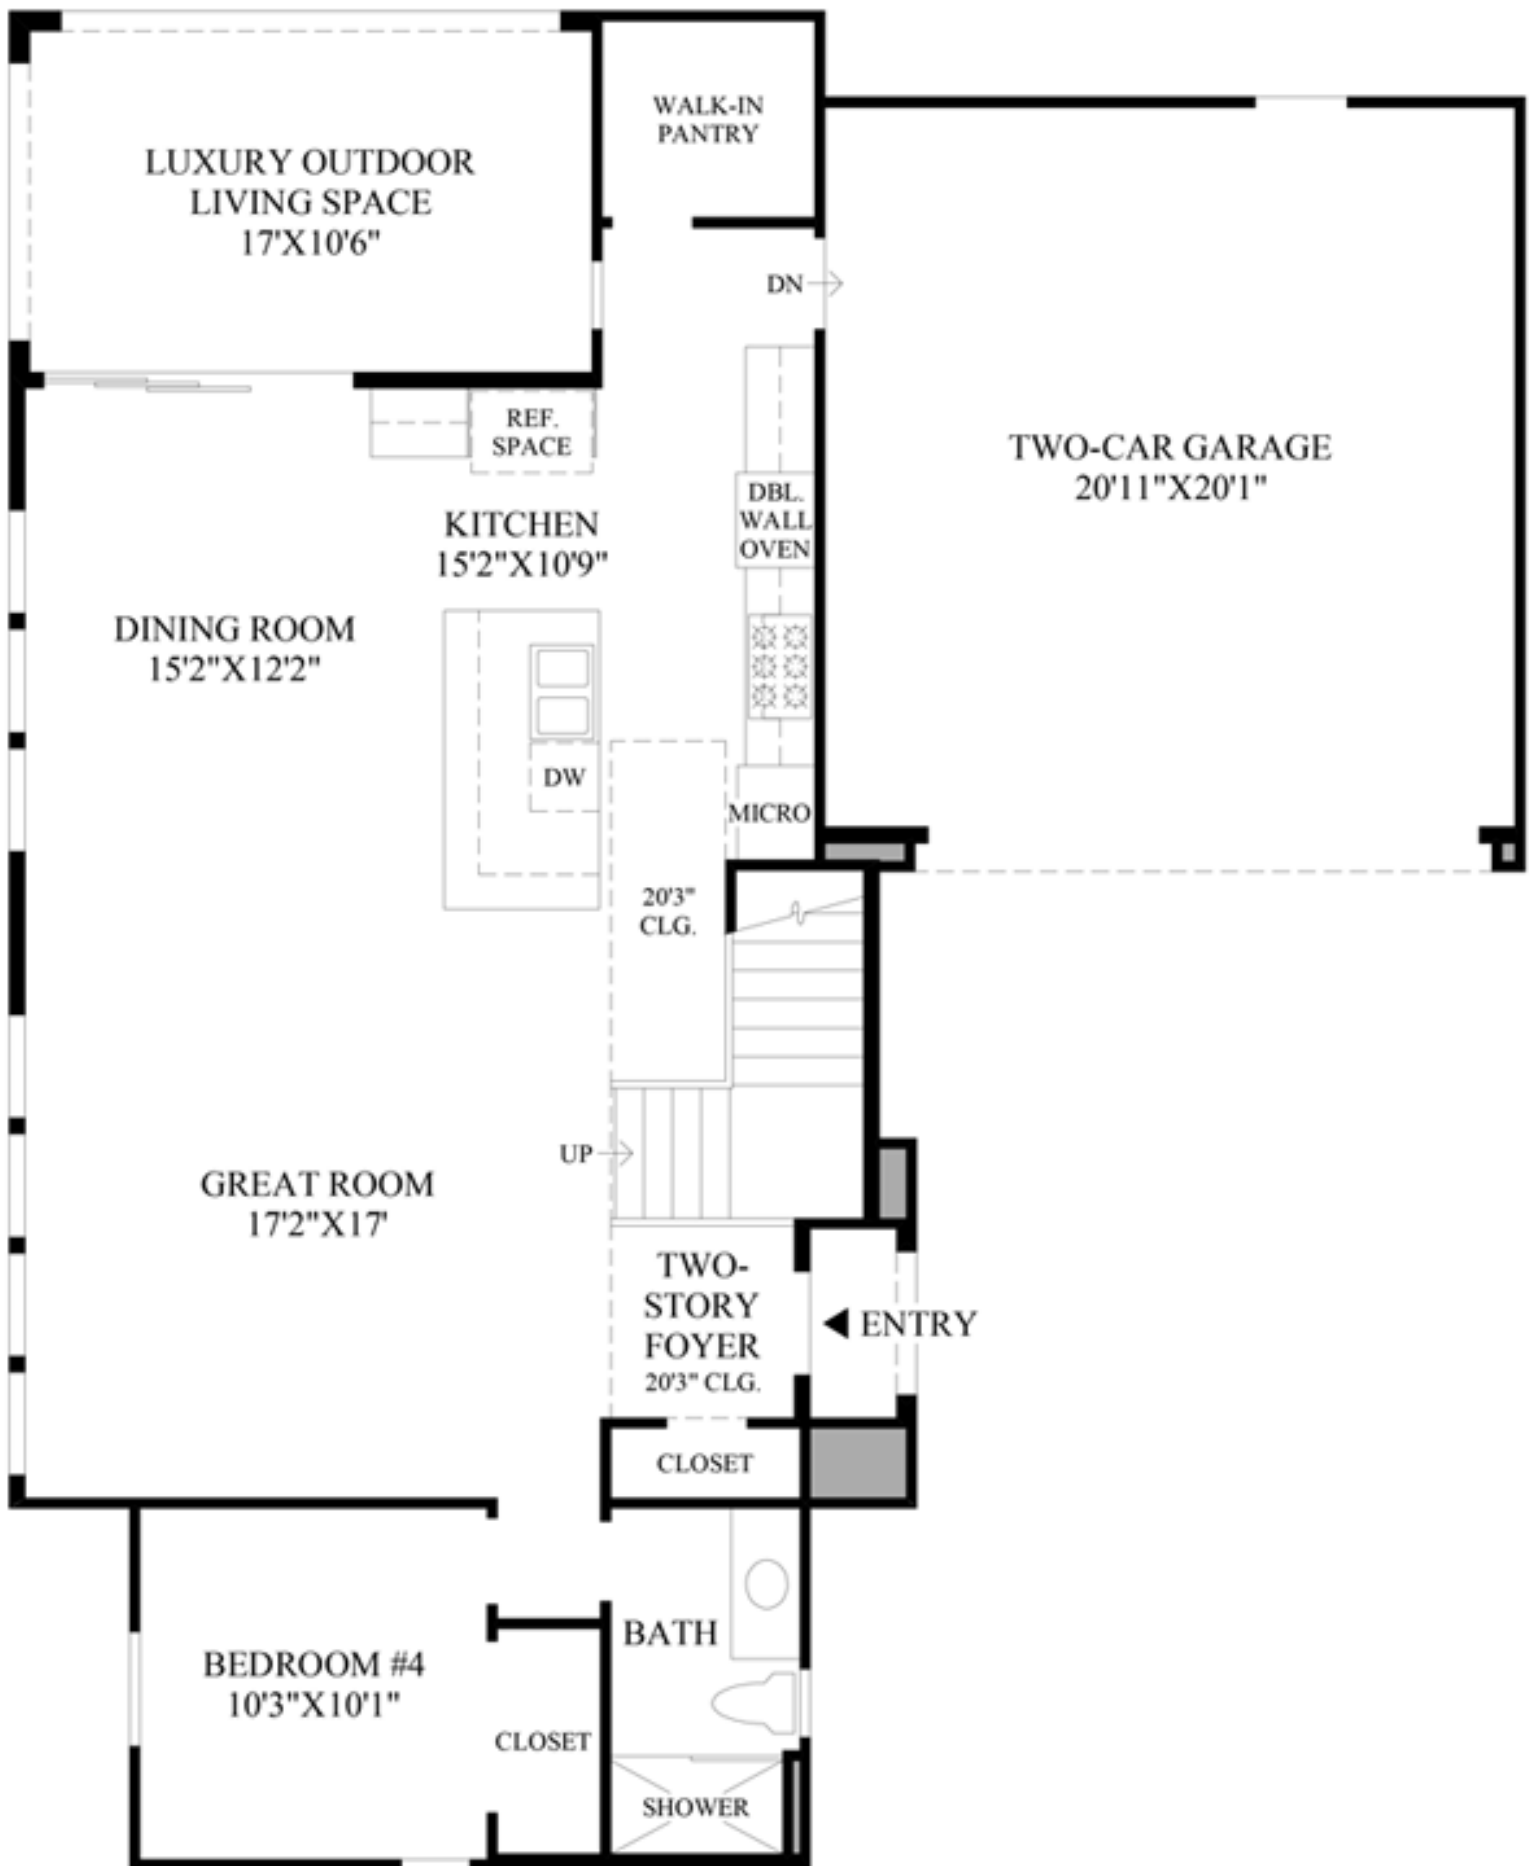 WALK-IN
PANTRY
LUXURY OUTDOOR
LIVING SPACE
17'X10'6"
DN
REF.
SPACE
TWO-CAR GARAGE
20'11"X20'1"
DBL.
WALL
OVEN
KITCHEN
15'2"X10'9"
DINING ROOM
15'2"X12'2"
DW
MICRO
20'3"
CLG.
UP
GREAT ROOM
17'2"X17'
TWO-
STORY
FOYER
20'3" CLG.
ENTRY
CLOSET
BATH
BEDROOM #4
10'3"X10'1"
CLOSET
SHOWER